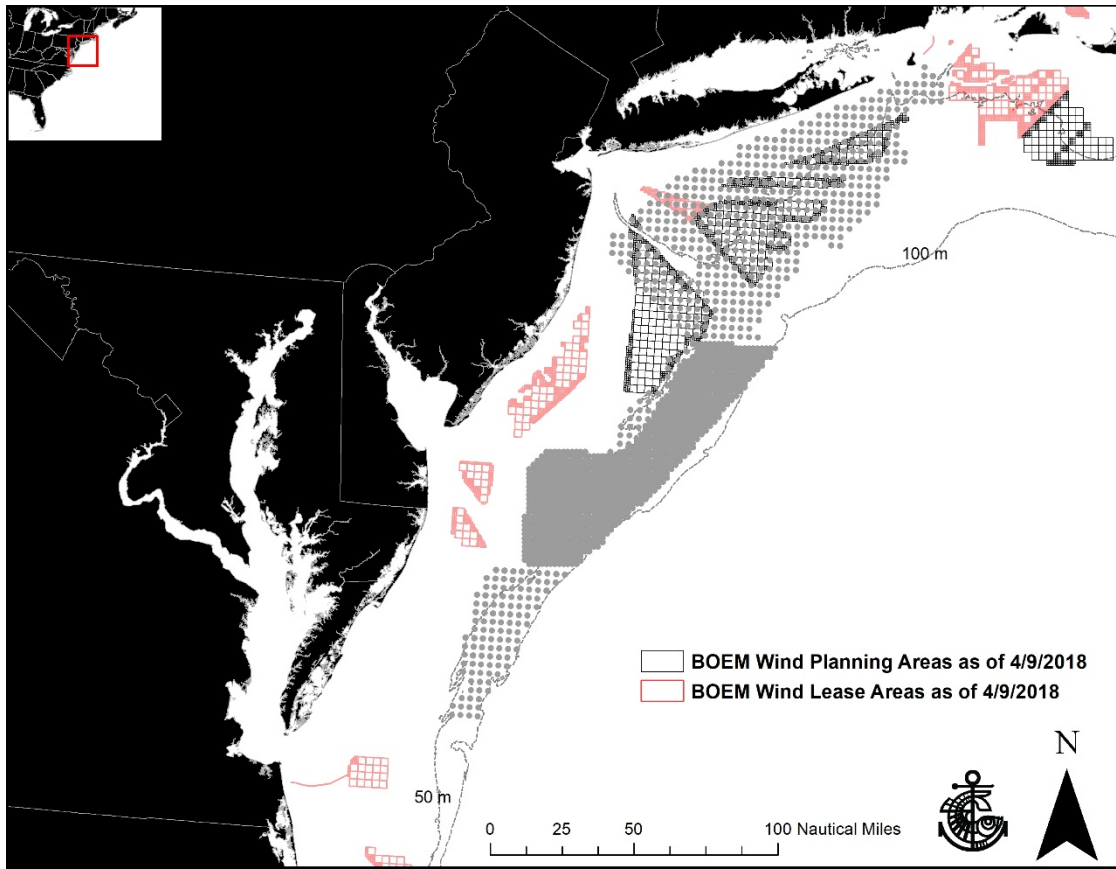 100 m
BOEM Wind Planning Areas as of 4/9/2018
BOEM Wind Lease Areas as of 4/9/2018
N
50 m
0 25 50 100 Nautical Miles